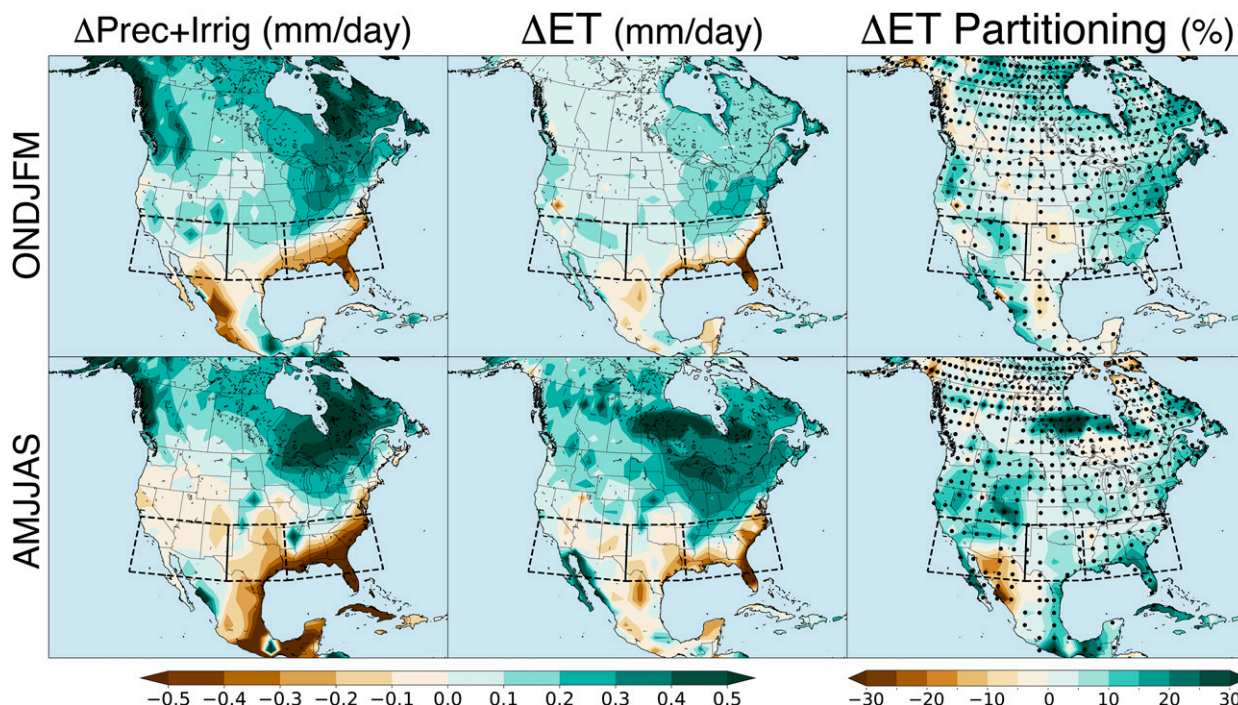 ΔPrec+Irrig (mm/day) ΔET (mm/day) ΔET Partitioning (%)
ONDJFM
AMJJAS
−0.5 −0.4 −0.3 −0.2 −0.1 0.0 0.1 0.2 0.3 0.4 0.5
−30 −20 −10 0 10 20 30